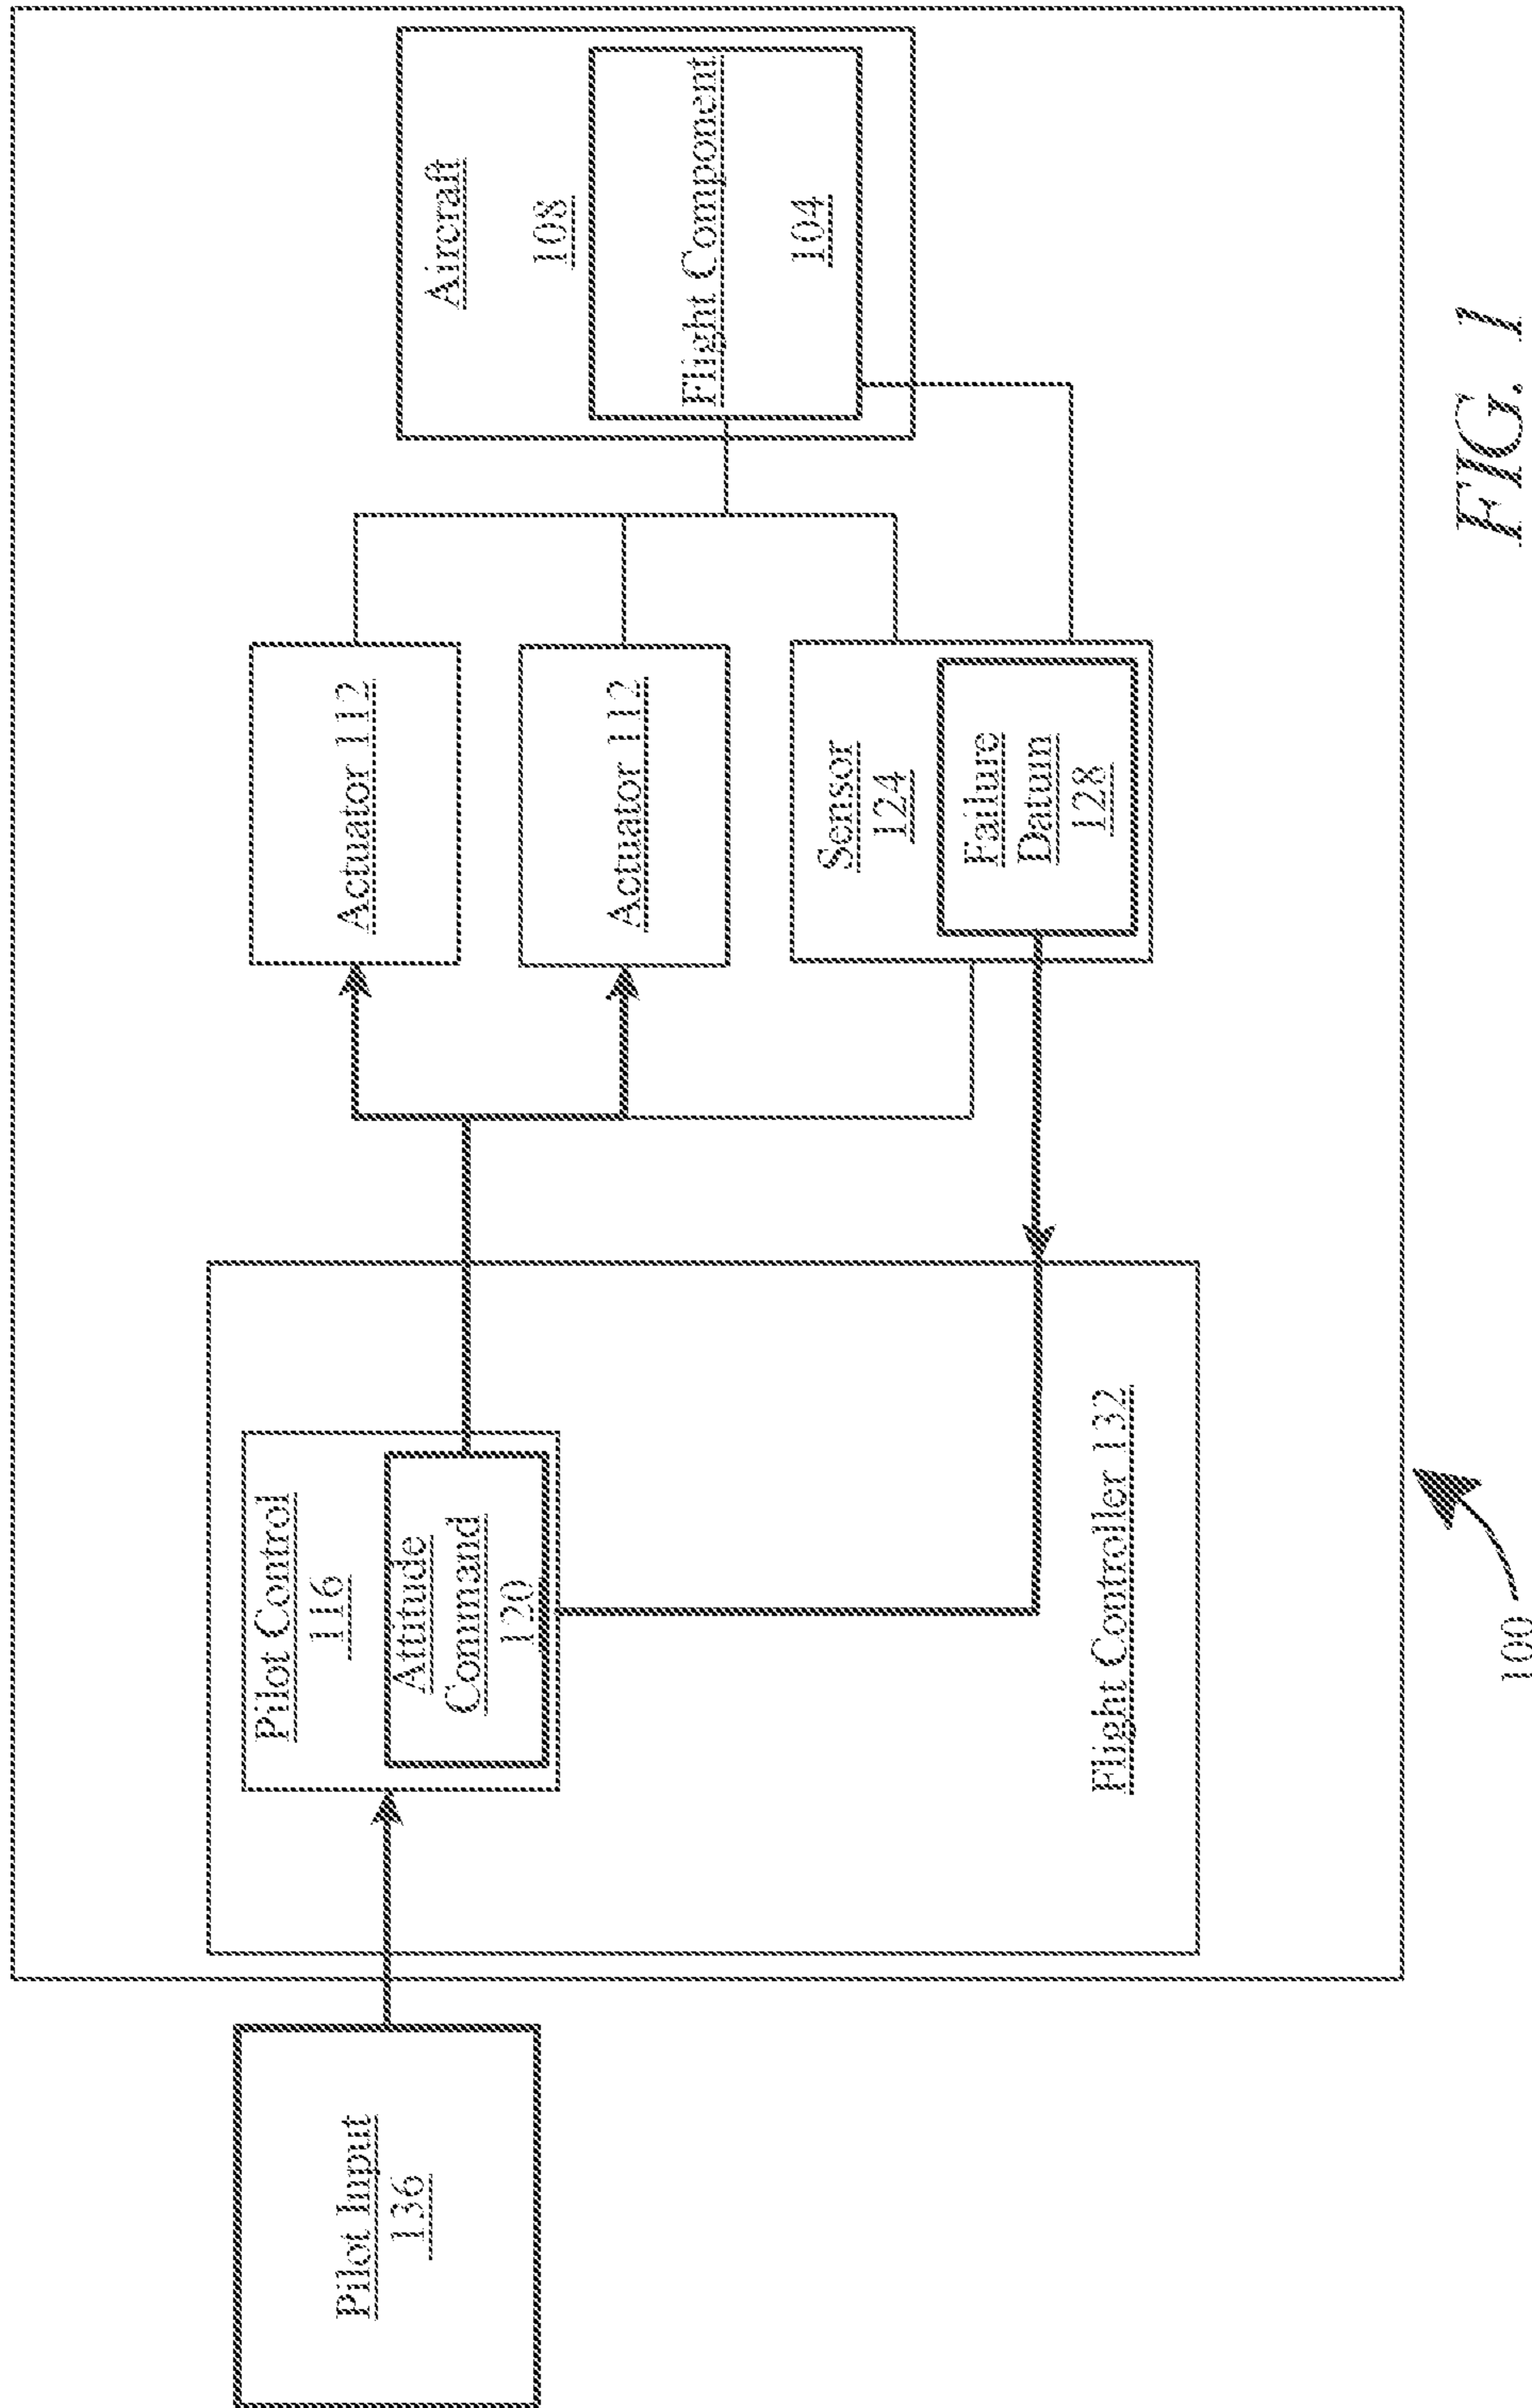 Pilot Input
136
Pilot Control
116
Attitude
Command
120
Flight Controller 132
Actuator 112
Actuator 112
Sensor
124
Failure
Datum
128
Aircraft
108
Flight Component
104
100
FIG. 1